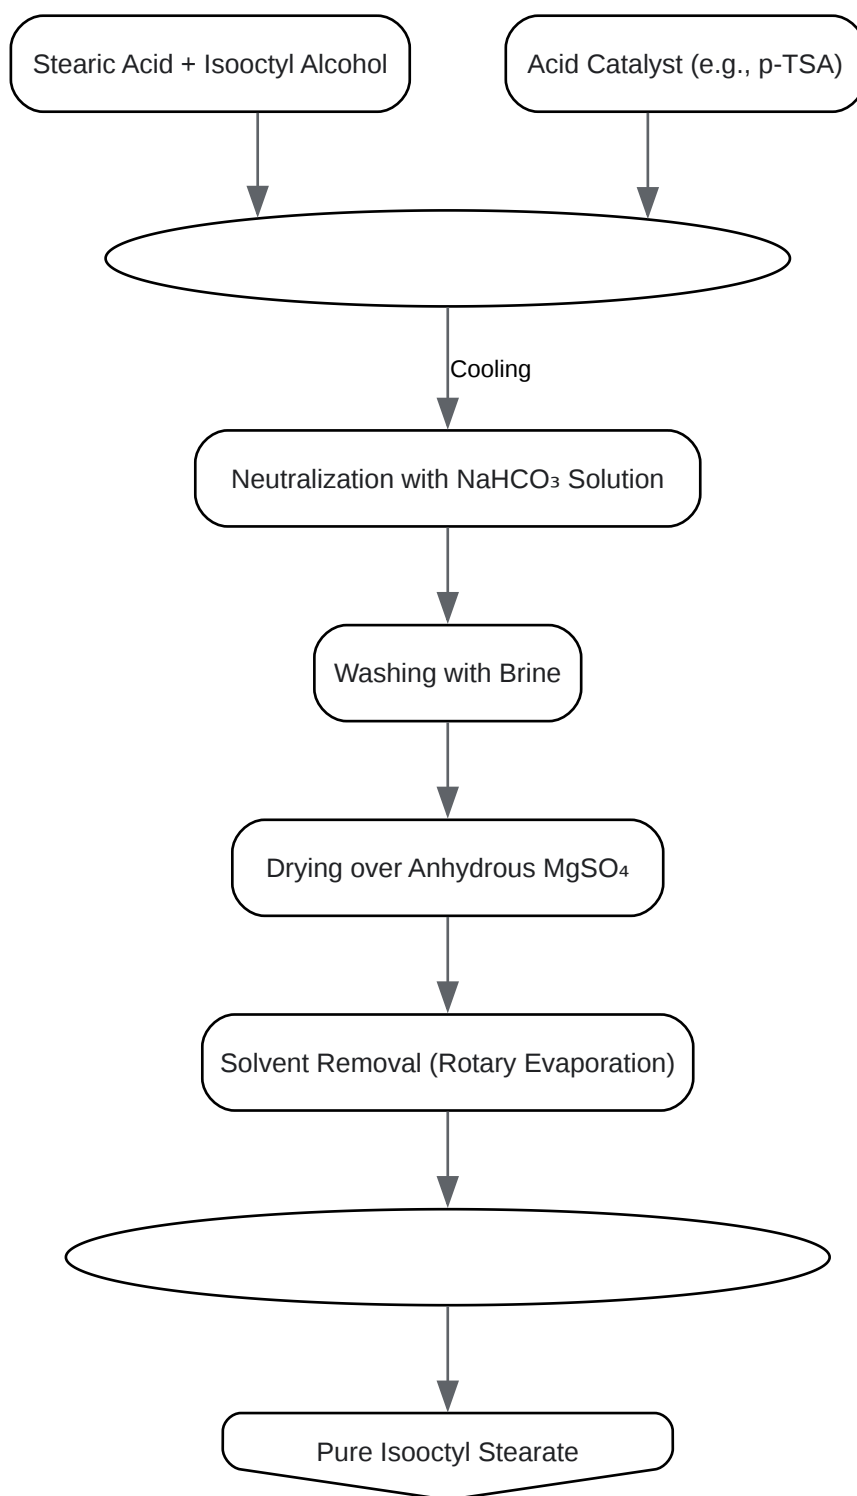 Stearic Acid + Isooctyl Alcohol
Acid Catalyst (e.g., p-TSA)
Cooling
Neutralization with NaHCO₃ Solution
Washing with Brine
Drying over Anhydrous MgSO₄
Solvent Removal (Rotary Evaporation)
Pure Isooctyl Stearate